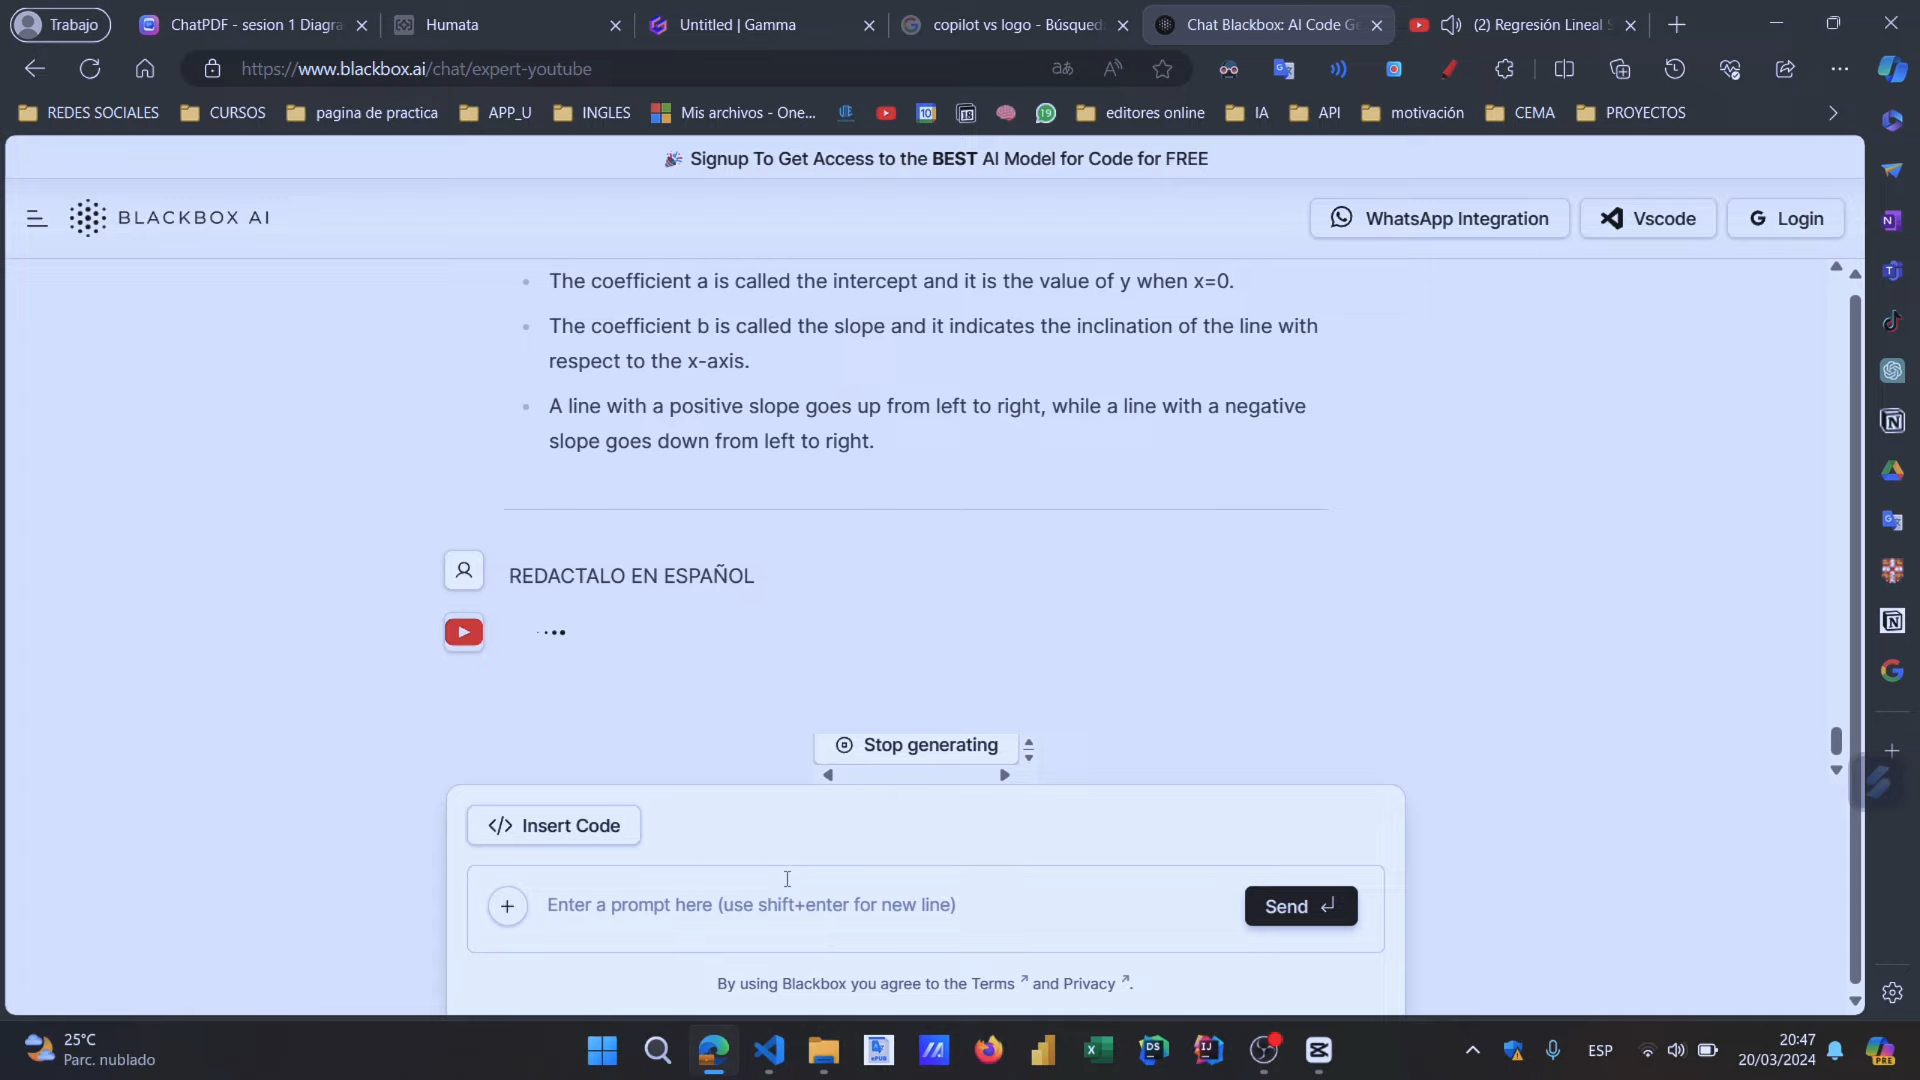 Trabajo
ChatPDF - sesion 1 Diagra
Humata
Untitled | Gamma
copilot vs logo - Búsqued
Chat Blackbox: AI Code Ge
(2) Regresión Lineal S
https://www.blackbox.ai/chat/expert-youtube
REDES SOCIALES
CURSOS
pagina de practica
APP_U
INGLES
Mis archivos - One...
editores online
IA
API
motivación
CEMA
PROYECTOS
🎉 Signup To Get Access to the BEST AI Model for Code for FREE
BLACKBOX AI
WhatsApp Integration
Vscode
G Login
The coefficient a is called the intercept and it is the value of y when x=0.
The coefficient b is called the slope and it indicates the inclination of the line with
respect to the x-axis.
A line with a positive slope goes up from left to right, while a line with a negative
slope goes down from left to right.
REDACTALO EN ESPAÑOL
Stop generating
</> Insert Code
Enter a prompt here (use shift+enter for new line)
Send
By using Blackbox you agree to the Terms and Privacy .
25°C
Parc. nublado
ESP
20:47
20/03/2024